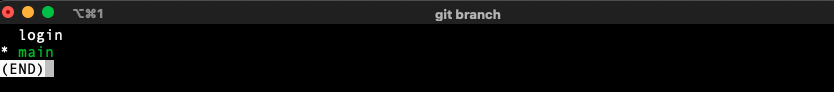 ⌥⌘1
git branch
login
* main
(END)